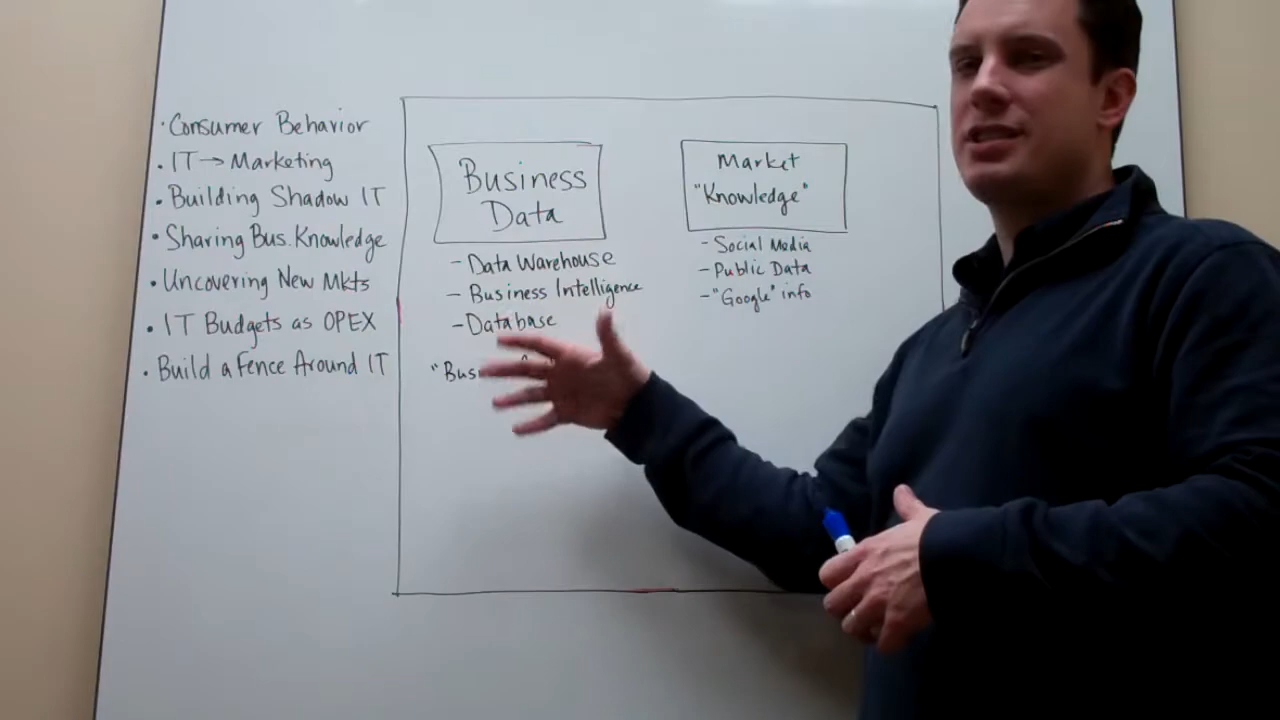 · Consumer Behavior
· IT → Marketing
· Building Shadow IT
· Sharing Bus. Knowledge
· Uncovering New Mkts
· IT Budgets as OPEX
· Build a Fence Around IT
Business
Data
- Data Warehouse
- Business Intelligence
- Database
"Bus
Market
"Knowledge"
- Social Media
- Public Data
- "Google" info